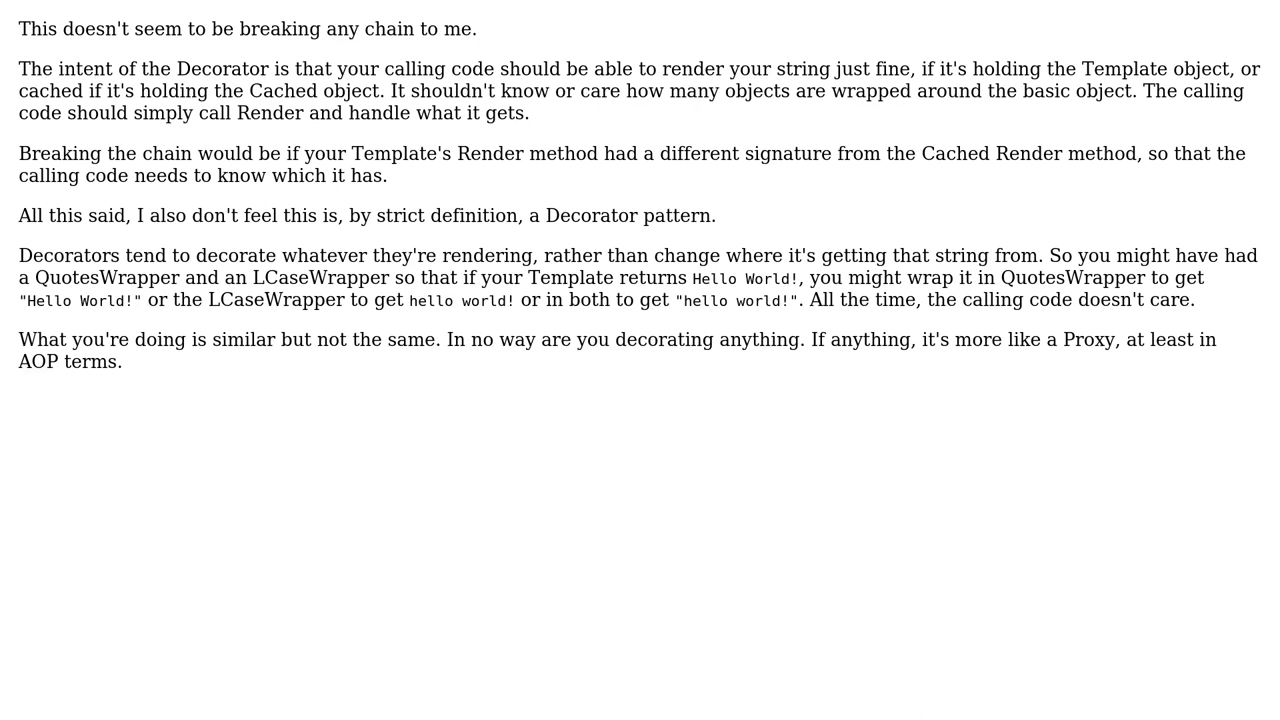 This doesn't seem to be breaking any chain to me.
The intent of the Decorator is that your calling code should be able to render your string just fine, if it's holding the Template object, or
cached if it's holding the Cached object. It shouldn't know or care how many objects are wrapped around the basic object. The calling
code should simply call Render and handle what it gets.
Breaking the chain would be if your Template's Render method had a different signature from the Cached Render method, so that the
calling code needs to know which it has.
All this said, I also don't feel this is, by strict definition, a Decorator pattern.
Decorators tend to decorate whatever they're rendering, rather than change where it's getting that string from. So you might have had
a QuotesWrapper and an LCaseWrapper so that if your Template returns Hello World!, you might wrap it in QuotesWrapper to get
"Hello World!" or the LCaseWrapper to get hello world! or in both to get "hello world!". All the time, the calling code doesn't care.
What you're doing is similar but not the same. In no way are you decorating anything. If anything, it's more like a Proxy, at least in
AOP terms.